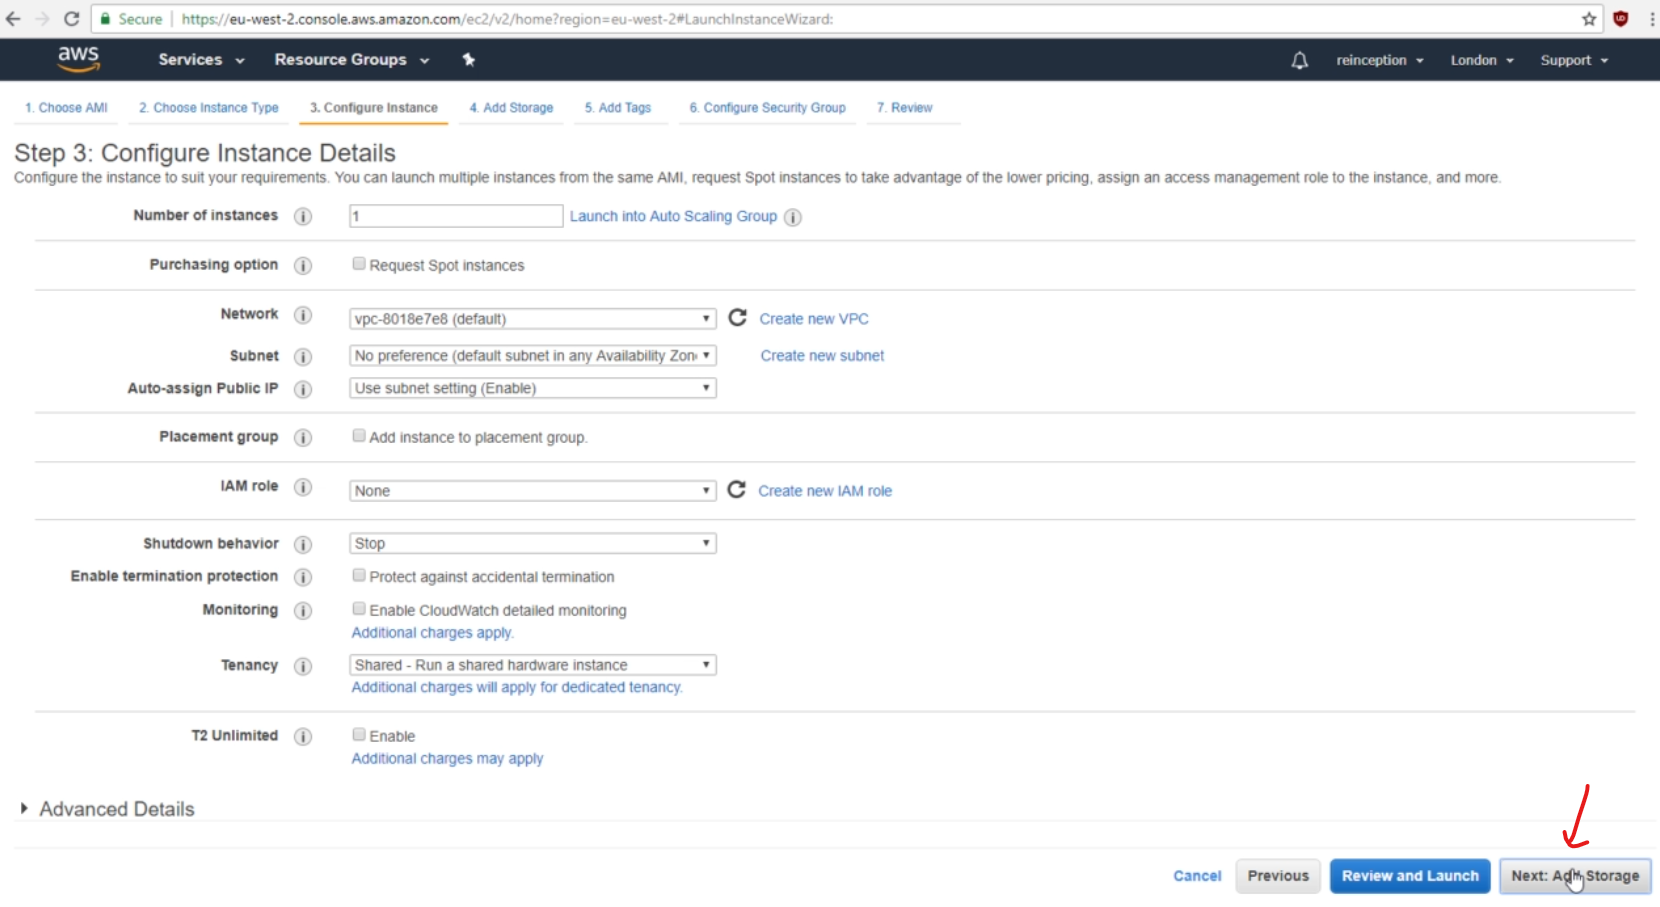 Secure | https://eu-west-2.console.aws.amazon.com/ec2/v2/home?region=eu-west-2#LaunchInstanceWizard:
aws Services Resource Groups reinception London Support
1. Choose AMI 2. Choose Instance Type 3. Configure Instance 4. Add Storage 5. Add Tags 6. Configure Security Group 7. Review
Step 3: Configure Instance Details
Configure the instance to suit your requirements. You can launch multiple instances from the same AMI, request Spot instances to take advantage of the lower pricing, assign an access management role to the instance, and more.
Number of instances 1 Launch into Auto Scaling Group
Purchasing option Request Spot instances
Network vpc-8018e7e8 (default) Create new VPC
Subnet No preference (default subnet in any Availability Zon Create new subnet
Auto-assign Public IP Use subnet setting (Enable)
Placement group Add instance to placement group.
IAM role None Create new IAM role
Shutdown behavior Stop
Enable termination protection Protect against accidental termination
Monitoring Enable CloudWatch detailed monitoring
Additional charges apply.
Tenancy Shared - Run a shared hardware instance
Additional charges will apply for dedicated tenancy.
T2 Unlimited Enable
Additional charges may apply
Advanced Details
Cancel Previous Review and Launch Next: Add Storage